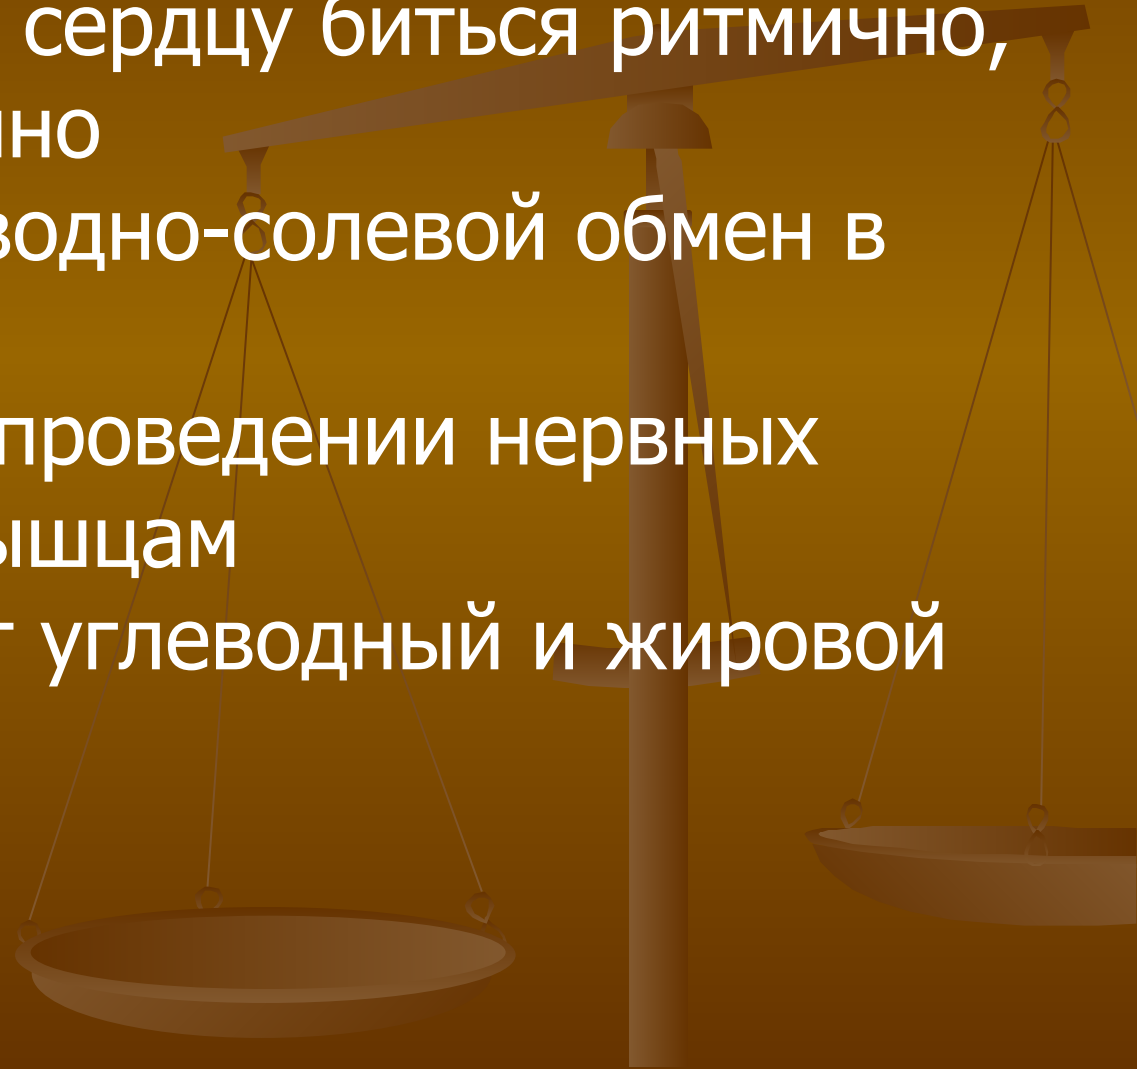 сердцу биться ритмично,
но
водно-солевой обмен в
проведении нервных
ышцам
углеводный и жировой